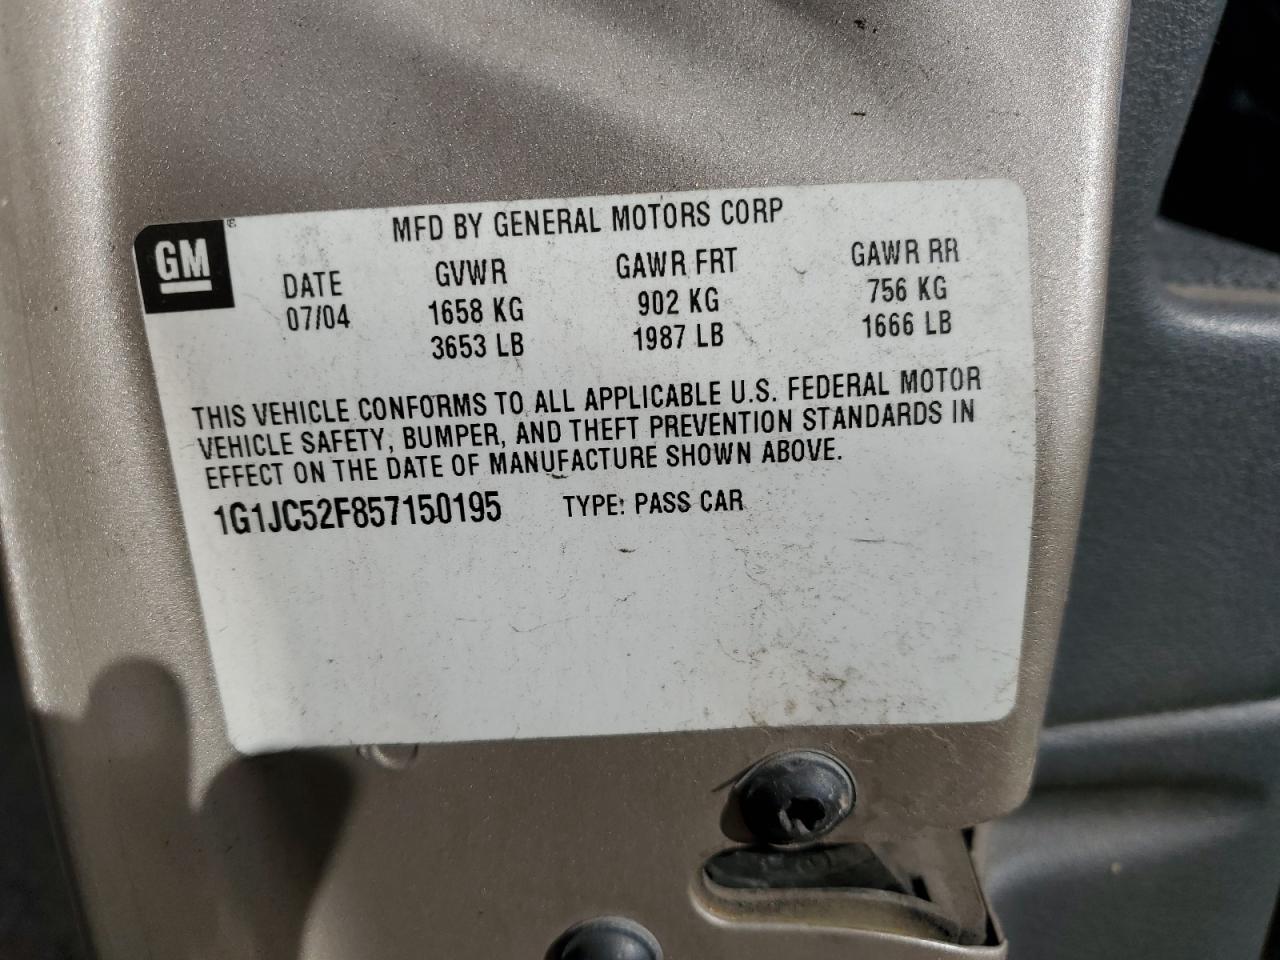 GM ®
MFD BY GENERAL MOTORS CORP
DATE GVWR GAWR FRT GAWR RR
07/04 1658 KG 902 KG 756 KG
3653 LB 1987 LB 1666 LB
THIS VEHICLE CONFORMS TO ALL APPLICABLE U.S. FEDERAL MOTOR
VEHICLE SAFETY, BUMPER, AND THEFT PREVENTION STANDARDS IN
EFFECT ON THE DATE OF MANUFACTURE SHOWN ABOVE.
1G1JC52F857150195 TYPE: PASS CAR